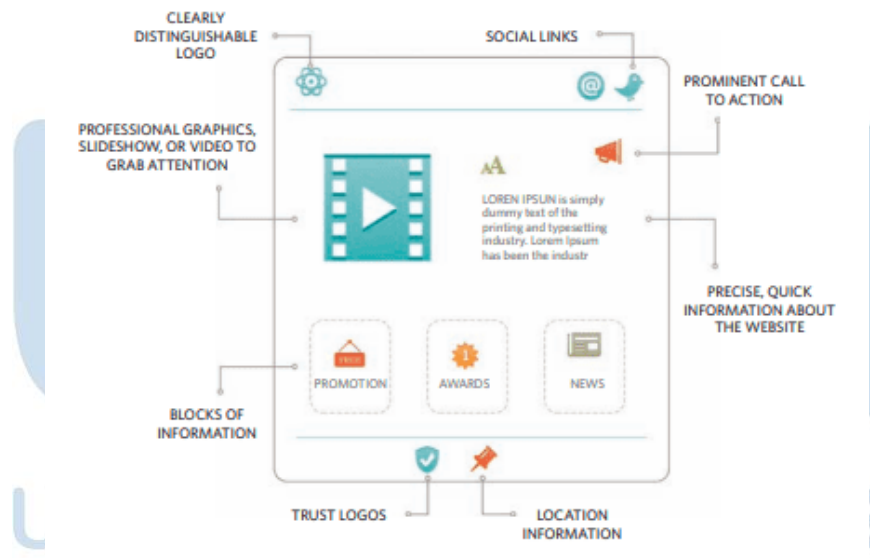 CLEARLY
DISTINGUISHABLE
LOGO
SOCIAL LINKS
@
PROMINENT CALL
TO ACTION
PROFESSIONAL GRAPHICS,
SLIDESHOW, OR VIDEO TO
GRAB ATTENTION
AA
LOREN IPSUN is simply
dummy text of the
printing and typesetting
industry. Lorem Ipsum
has been the industr
PRECISE, QUICK
INFORMATION ABOUT
THE WEBSITE
FREE
1
PROMOTION
AWARDS
NEWS
BLOCKS OF
INFORMATION
TRUST LOGOS
LOCATION
INFORMATION